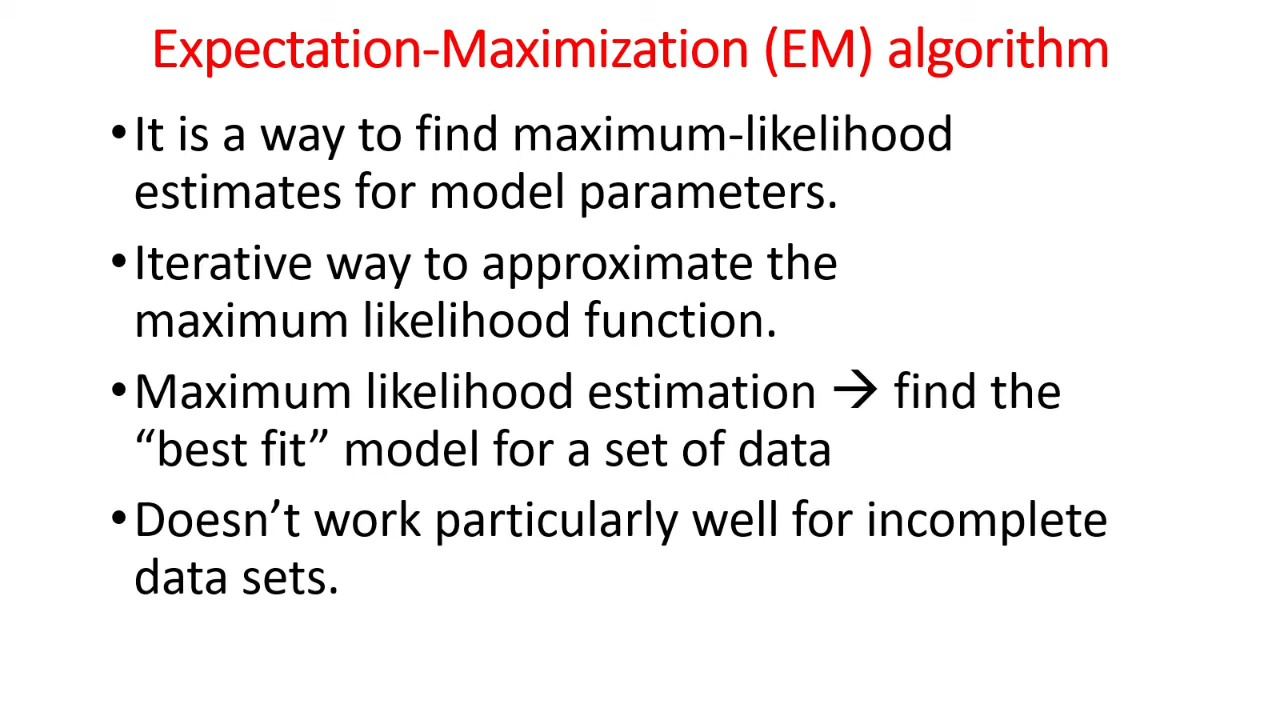 Expectation-Maximization (EM) algorithm
•It is a way to find maximum-likelihood
estimates for model parameters.
•Iterative way to approximate the
maximum likelihood function.
•Maximum likelihood estimation → find the
“best fit” model for a set of data
•Doesn’t work particularly well for incomplete
data sets.